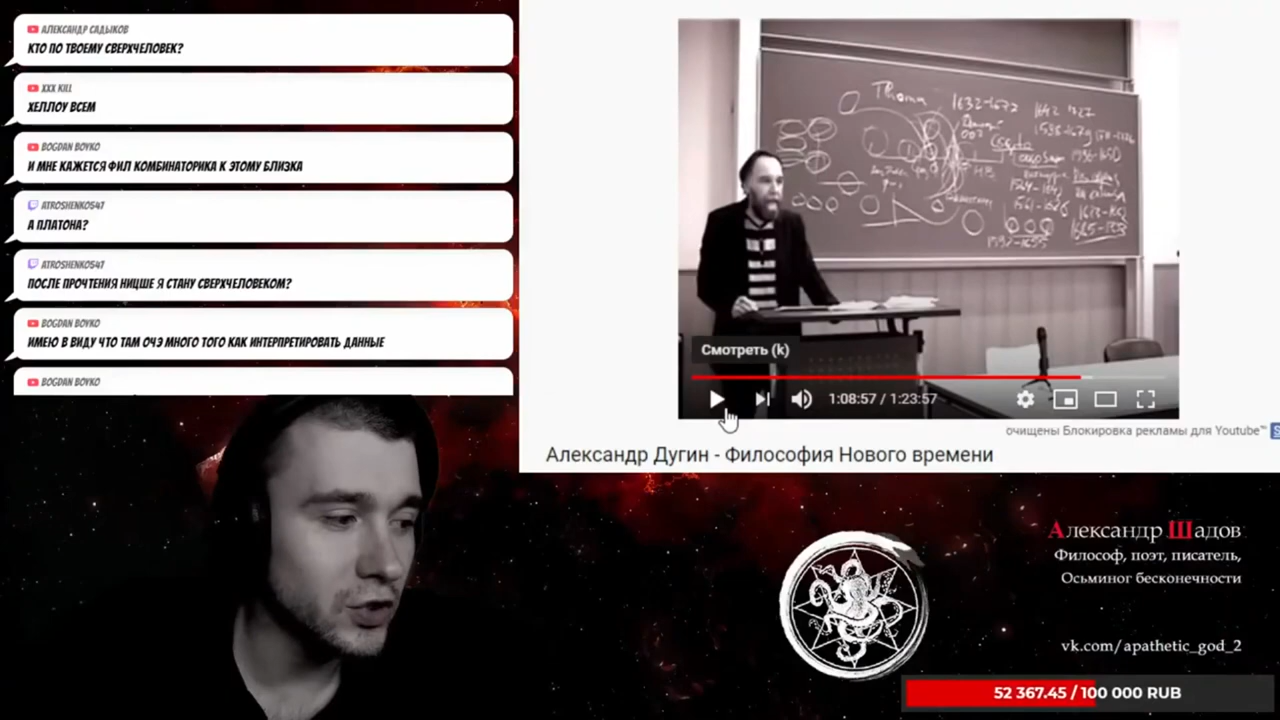 АЛЕКСАНДР САДЫКОВ
КТО ПО ТВОЕМУ СВЕРХЧЕЛОВЕК?
XXX KILL
ХЕЛЛОУ ВСЕМ
BOGDAN BOYKO
И МНЕ КАЖЕТСЯ ФИЛ КОМБИНАТОРИКА К ЭТОМУ БЛИЗКА
ATROSHENKO547
А ПЛАТОНА?
ATROSHENKO547
ПОСЛЕ ПРОЧТЕНИЯ НИЦШЕ Я СТАНУ СВЕРХЧЕЛОВЕКОМ?
BOGDAN BOYKO
ИМЕЮ В ВИДУ ЧТО ТАМ ОЧЭ МНОГО ТОГО КАК ИНТЕРПРЕТИРОВАТЬ ДАННЫЕ
BOGDAN BOYKO
1632-1677
Смотреть (k)
1:08:57 / 1:23:57
очищены Блокировка рекламы для Youtube™
Александр Дугин - Философия Нового времени
Александр Шадов
Философ, поэт, писатель,
Осьминог бесконечности
vk.com/apathetic_god_2
52 367.45 / 100 000 RUB